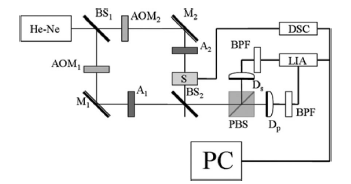 He-Ne
BS₁
AOM₂
M₂
DSC
A₂
BPF
LIA
AOM₁
S
Dₛ
M₁
A₁
BS₂
PBS
Dₚ
BPF
PC